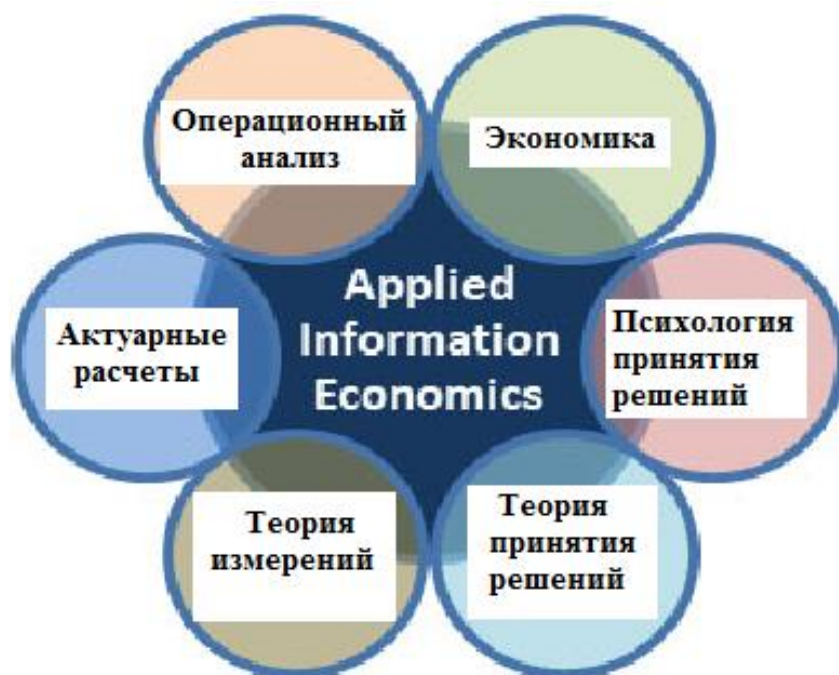 Операционный
анализ
Экономика
Applied
Information
Economics
Актуарные
расчеты
Психология
принятия
решений
Теория
измерений
Теория
принятия
решений